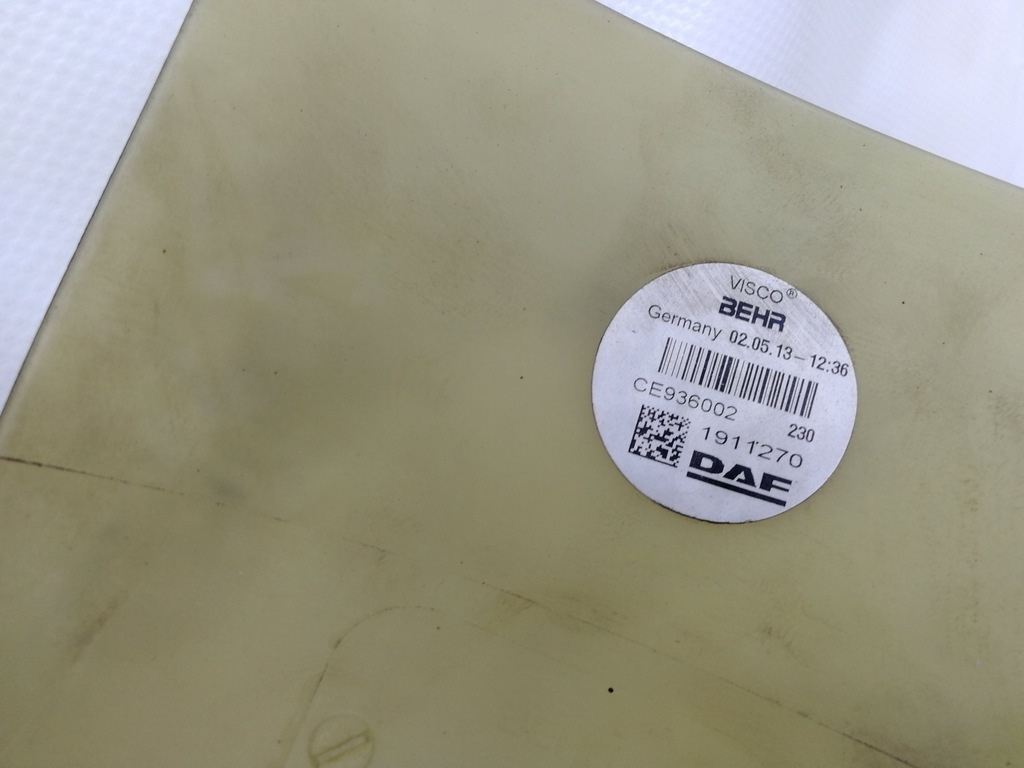 VISCO®
BEHR
Germany 02.05.13-12:36
CE936002 230
1911270
DAF